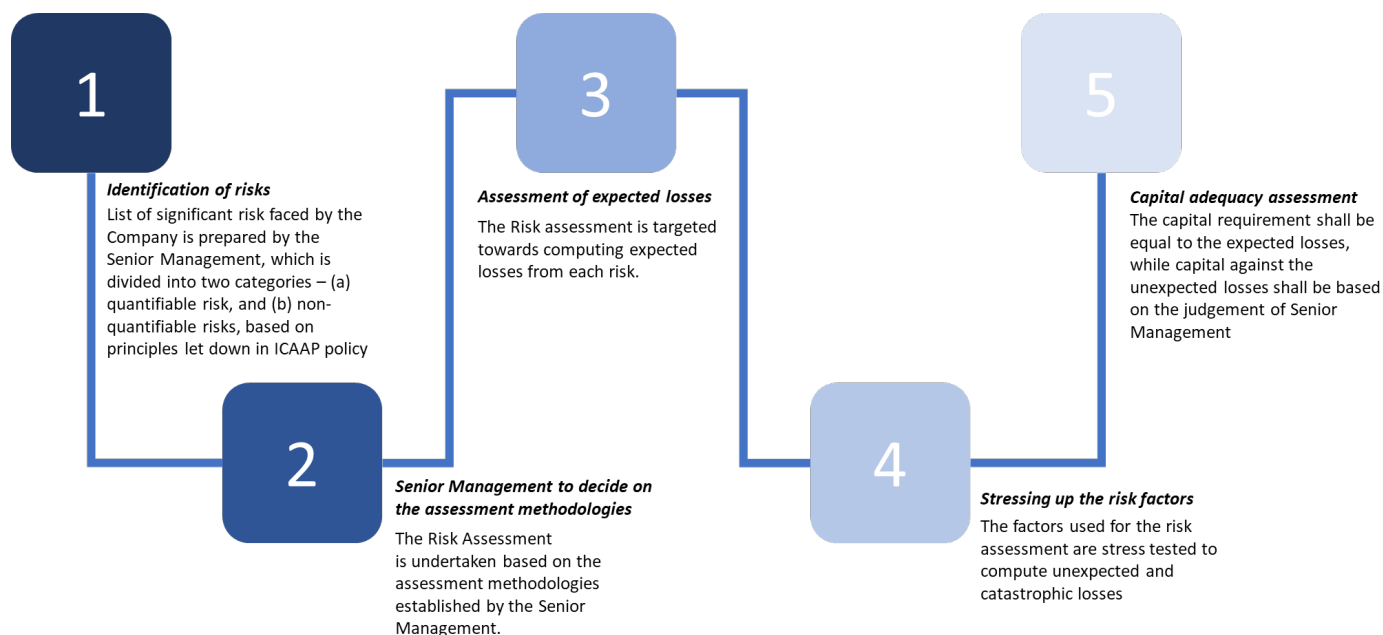 1
Identification of risks
List of significant risk faced by the
Company is prepared by the
Senior Management, which is
divided into two categories – (a)
quantifiable risk, and (b) non-
quantifiable risks, based on
principles let down in ICAAP policy
2
Senior Management to decide on
the assessment methodologies
The Risk Assessment
is undertaken based on the
assessment methodologies
established by the Senior
Management.
3
Assessment of expected losses
The Risk assessment is targeted
towards computing expected
losses from each risk.
4
Stressing up the risk factors
The factors used for the risk
assessment are stress tested to
compute unexpected and
catastrophic losses
5
Capital adequacy assessment
The capital requirement shall be
equal to the expected losses,
while capital against the
unexpected losses shall be based
on the judgement of Senior
Management